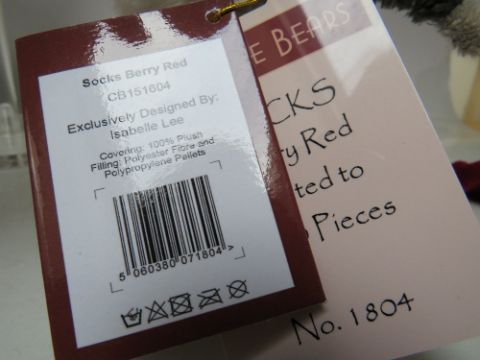 Socks Berry Red
CB151604
Exclusively Designed By:
Isabelle Lee
Covering: 100% Plush
Filling: Polyester Fibre and
Polypropylene Pellets
5 060380 071804 >
E BEARS
CKS
y Red
ted to
Pieces
No. 1804